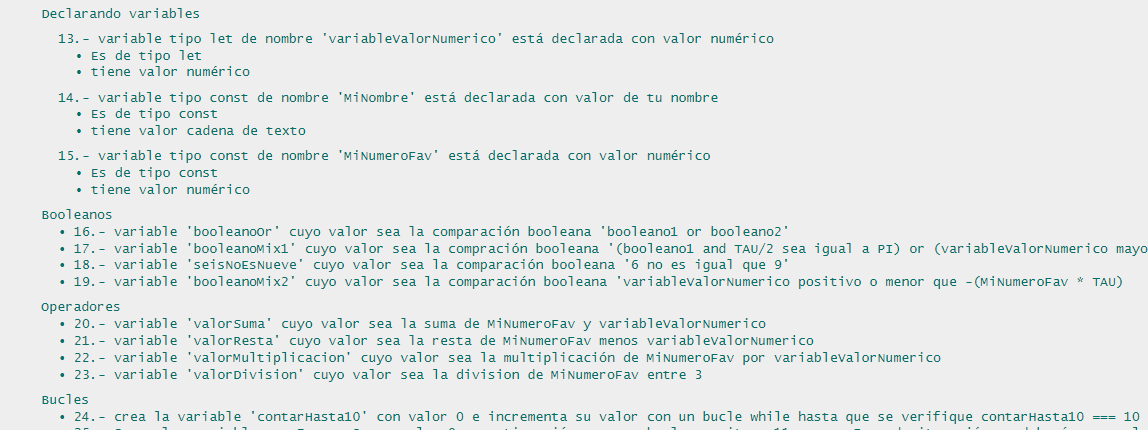 Declarando variables
13.- variable tipo let de nombre 'variableValorNumerico' está declarada con valor numérico
• Es de tipo let
• tiene valor numérico
14.- variable tipo const de nombre 'MiNombre' está declarada con valor de tu nombre
• Es de tipo const
• tiene valor cadena de texto
15.- variable tipo const de nombre 'MiNumeroFav' está declarada con valor numérico
• Es de tipo const
• tiene valor numérico
Booleanos
• 16.- variable 'booleanoOr' cuyo valor sea la comparación booleana 'booleano1 or booleano2'
• 17.- variable 'booleanoMix1' cuyo valor sea la compración booleana '(booleano1 and TAU/2 sea igual a PI) or (variableValorNumerico mayo
• 18.- variable 'seisNoEsNueve' cuyo valor sea la comparación booleana '6 no es igual que 9'
• 19.- variable 'booleanoMix2' cuyo valor sea la comparación booleana 'variableValorNumerico positivo o menor que -(MiNumeroFav * TAU)
Operadores
• 20.- variable 'valorSuma' cuyo valor sea la suma de MiNumeroFav y variableValorNumerico
• 21.- variable 'valorResta' cuyo valor sea la resta de MiNumeroFav menos variableValorNumerico
• 22.- variable 'valorMultiplicacion' cuyo valor sea la multiplicación de MiNumeroFav por variableValorNumerico
• 23.- variable 'valorDivision' cuyo valor sea la division de MiNumeroFav entre 3
Bucles
• 24.- crea la variable 'contarHasta10' con valor 0 e incrementa su valor con un bucle while hasta que se verifique contarHasta10 === 10